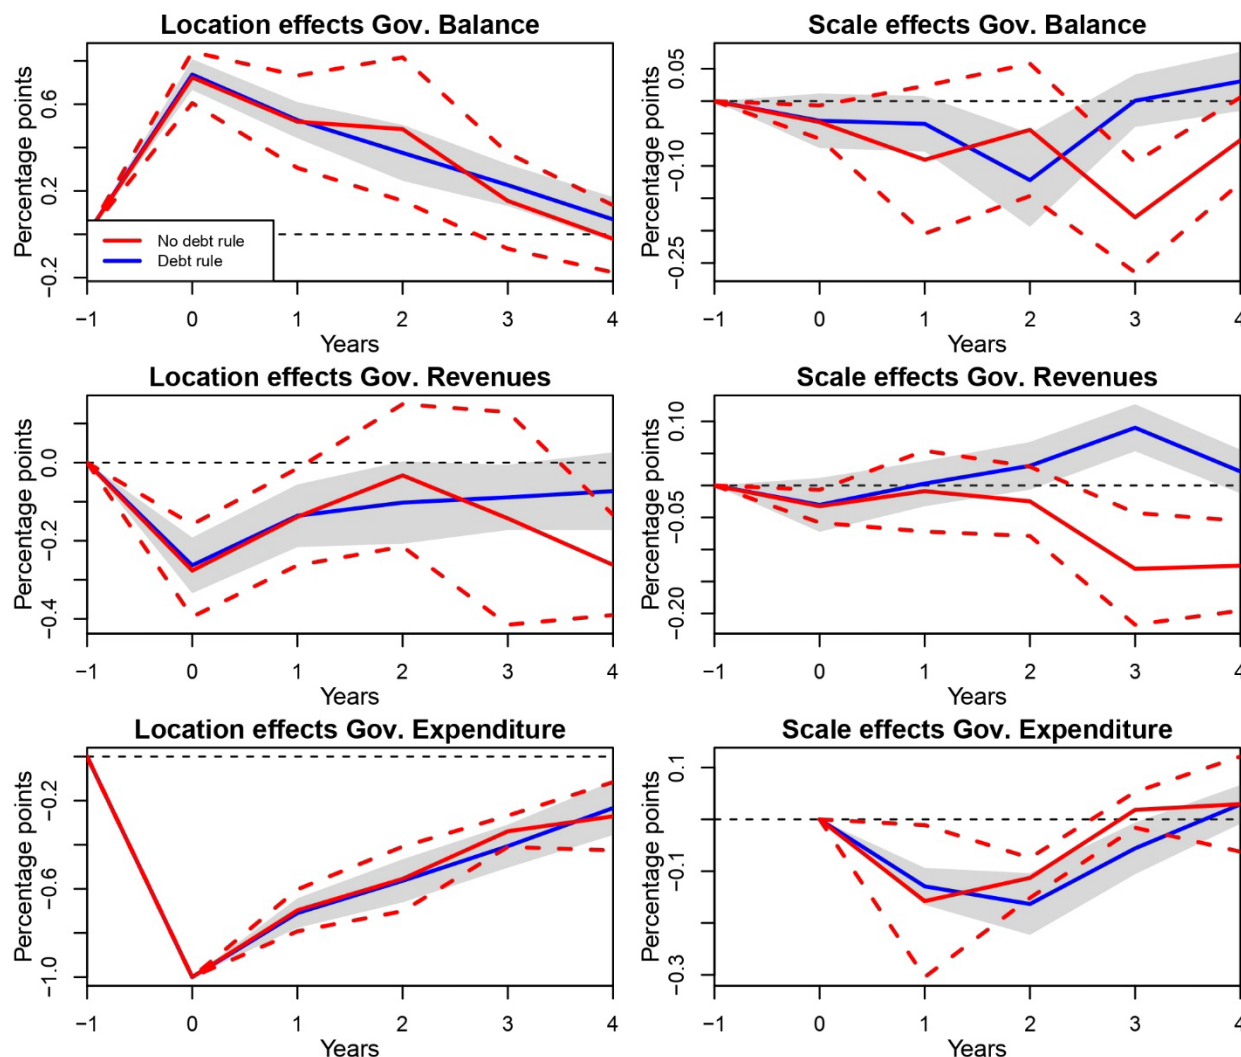 Location effects Gov. Balance
Percentage points
0.6
0.2
−0.2
No debt rule
Debt rule
−1 0 1 2 3 4
Years
Scale effects Gov. Balance
Percentage points
0.05
−0.10
−0.25
−1 0 1 2 3 4
Years
Location effects Gov. Revenues
Percentage points
0.0
−0.2
−0.4
−1 0 1 2 3 4
Years
Scale effects Gov. Revenues
Percentage points
0.10
−0.05
−0.20
−1 0 1 2 3 4
Years
Location effects Gov. Expenditure
Percentage points
−0.2
−0.6
−1.0
−1 0 1 2 3 4
Years
Scale effects Gov. Expenditure
Percentage points
0.1
−0.1
−0.3
−1 0 1 2 3 4
Years